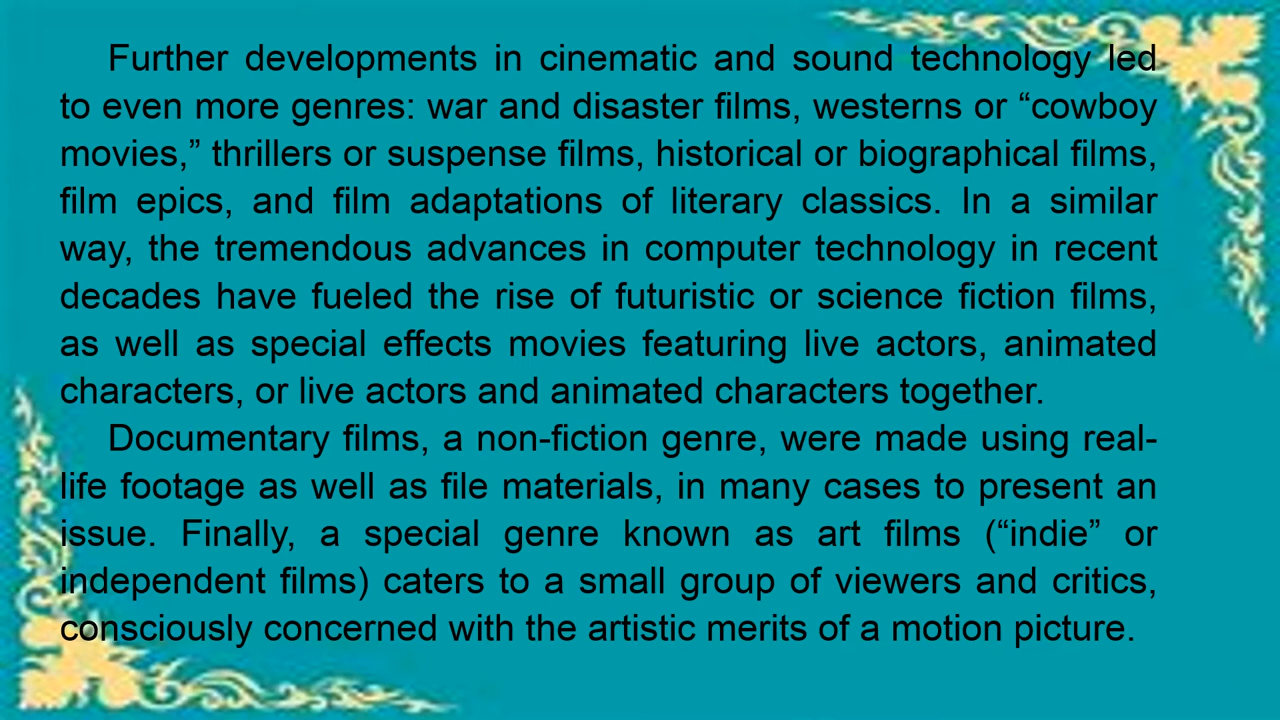 Further developments in cinematic and sound technology led
to even more genres: war and disaster films, westerns or “cowboy
movies,” thrillers or suspense films, historical or biographical films,
film epics, and film adaptations of literary classics. In a similar
way, the tremendous advances in computer technology in recent
decades have fueled the rise of futuristic or science fiction films,
as well as special effects movies featuring live actors, animated
characters, or live actors and animated characters together.
Documentary films, a non-fiction genre, were made using real-
life footage as well as file materials, in many cases to present an
issue. Finally, a special genre known as art films (“indie” or
independent films) caters to a small group of viewers and critics,
consciously concerned with the artistic merits of a motion picture.